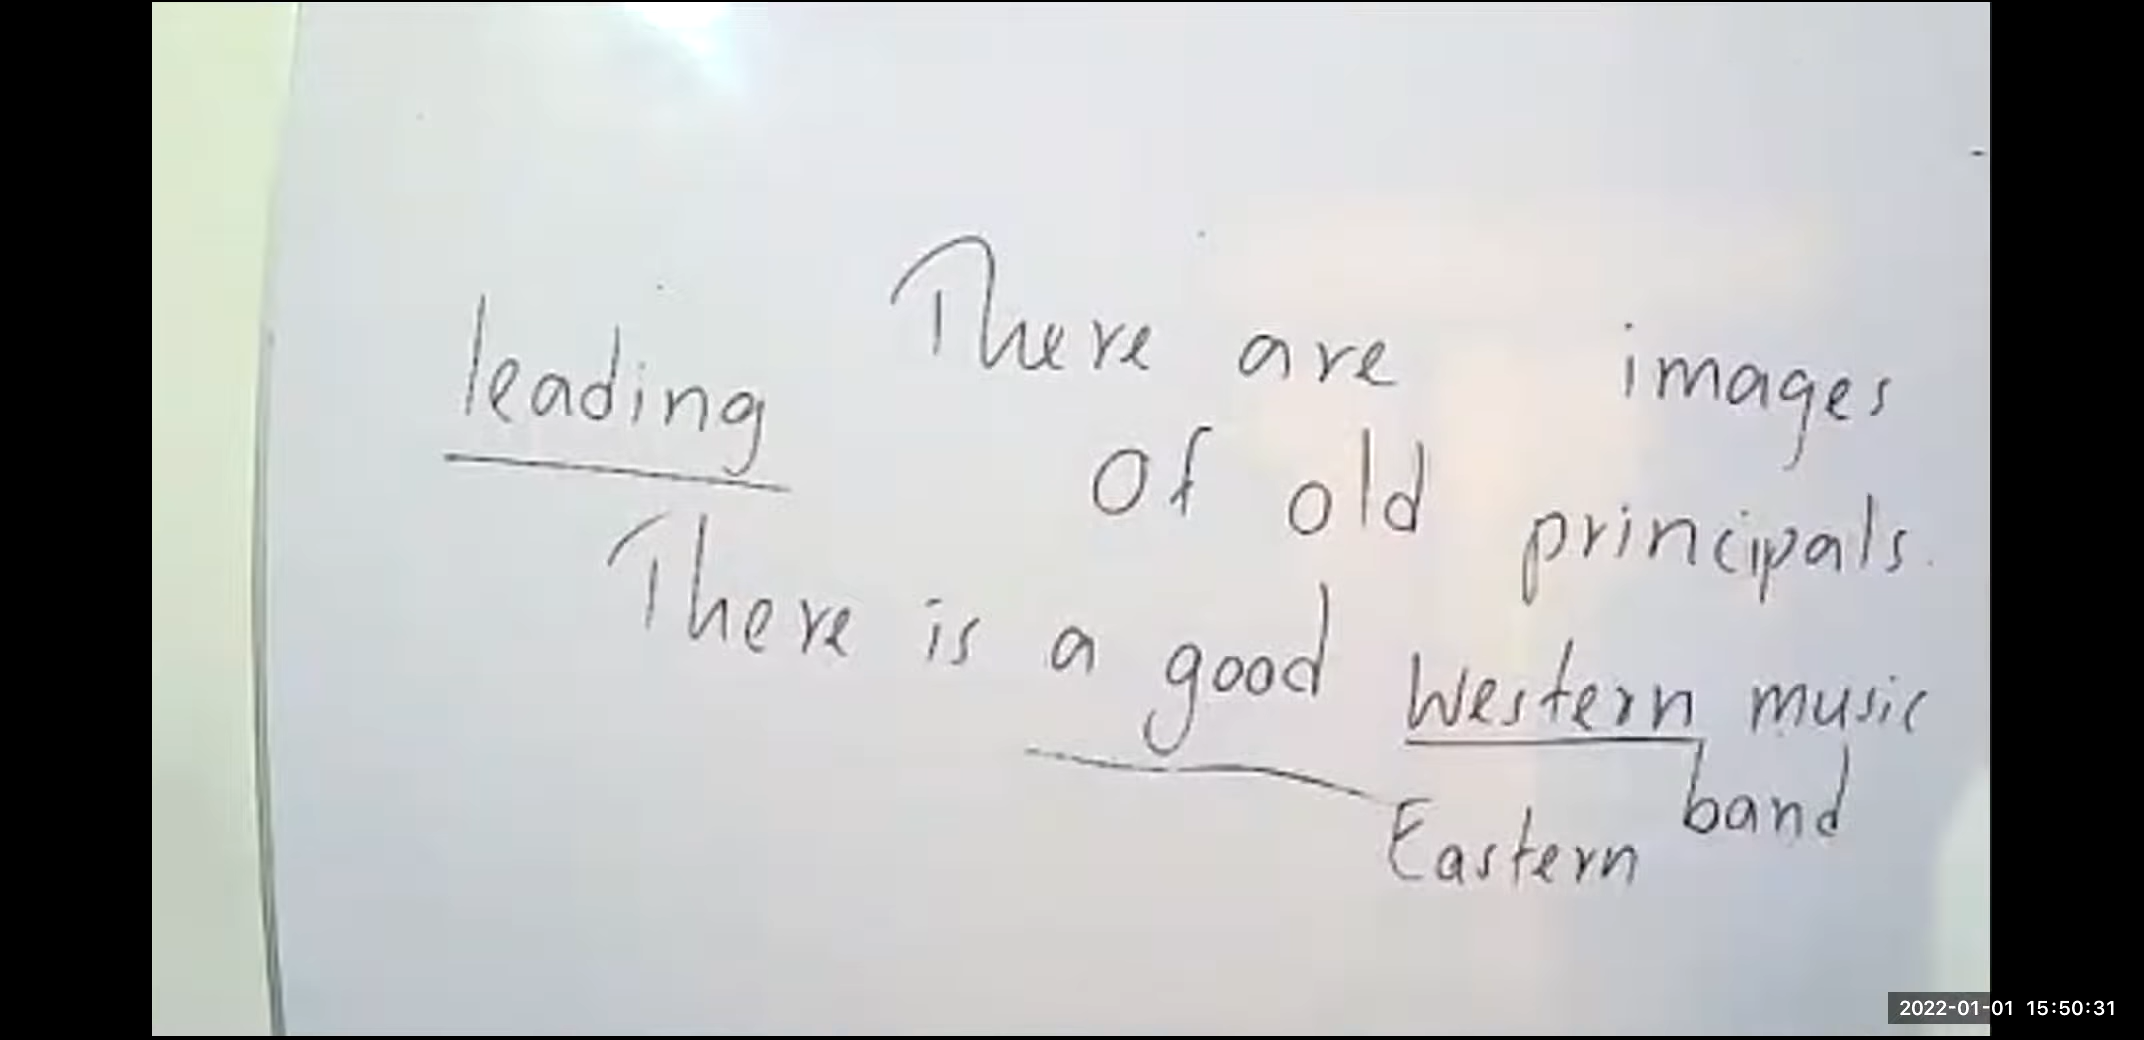 There are images
leading
of old principals.
There is a good Western music
band
Eastern
2022-01-01 15:50:31